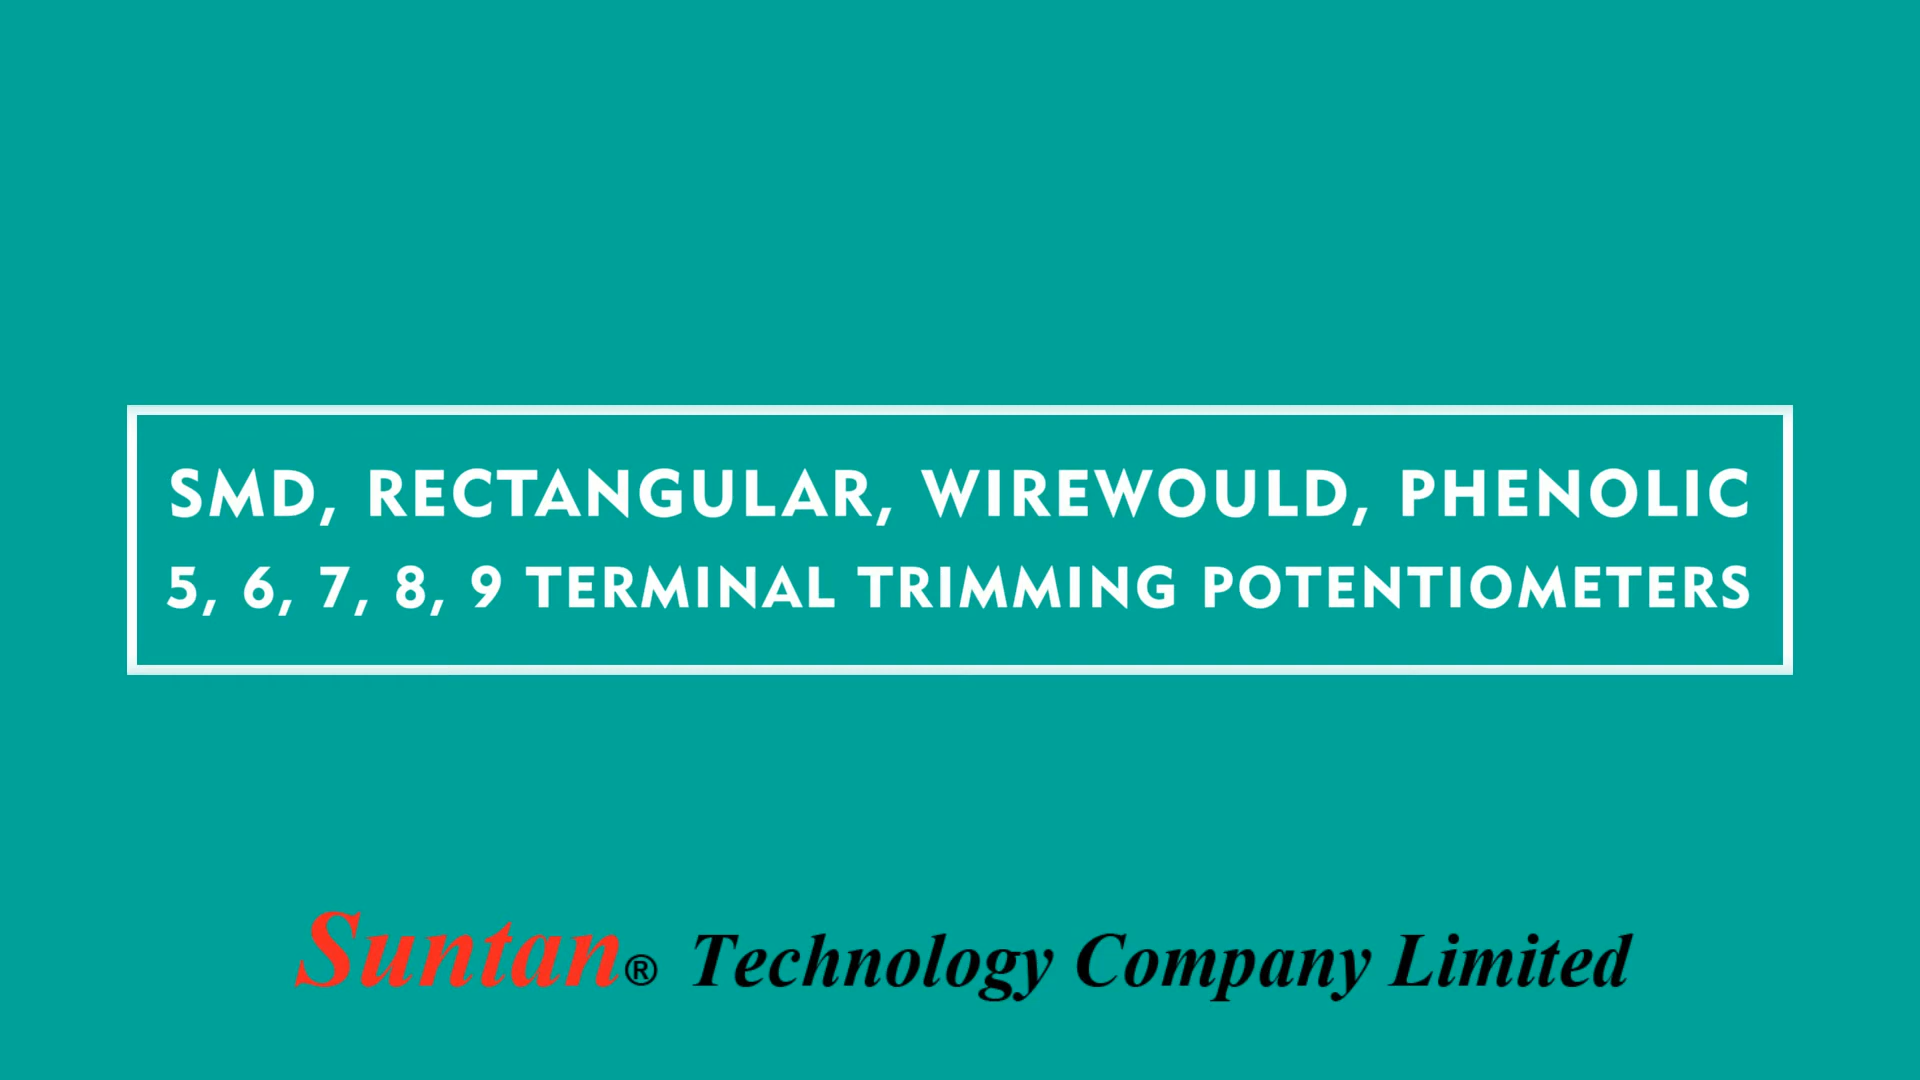 SMD, RECTANGULAR, WIREWOULD, PHENOLIC
5, 6, 7, 8, 9 TERMINAL TRIMMING POTENTIOMETERS
Suntan® Technology Company Limited